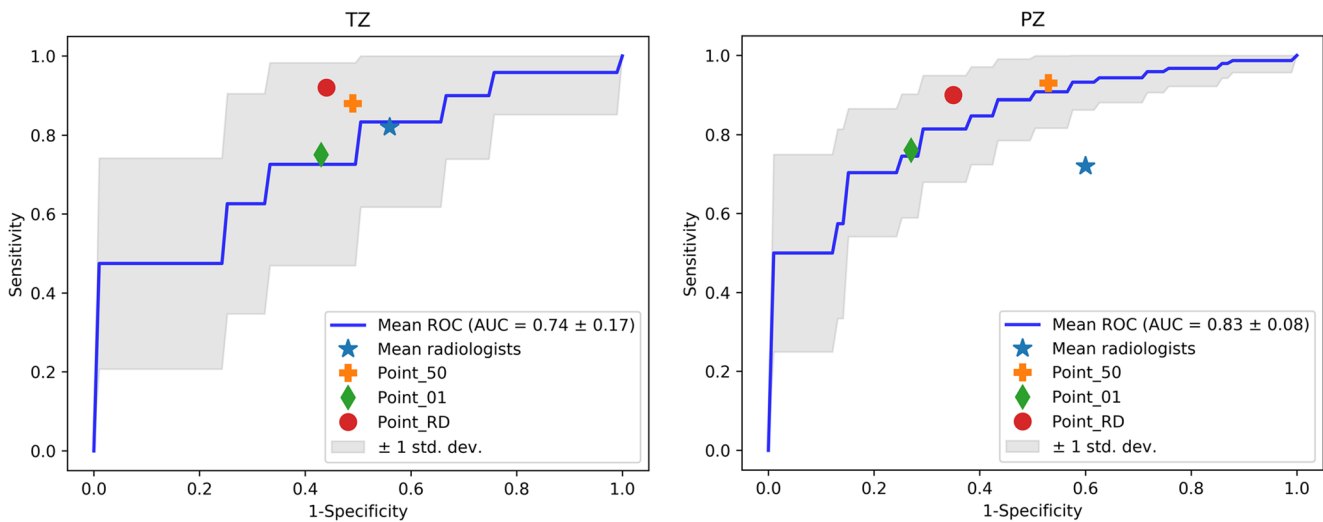 TZ
Sensitivity
1.0
0.8
0.6
0.4
0.2
0.0
Mean ROC (AUC = 0.74 ± 0.17)
Mean radiologists
Point_50
Point_01
Point_RD
± 1 std. dev.
0.0 0.2 0.4 0.6 0.8 1.0
1-Specificity
PZ
Sensitivity
1.0
0.8
0.6
0.4
0.2
0.0
Mean ROC (AUC = 0.83 ± 0.08)
Mean radiologists
Point_50
Point_01
Point_RD
± 1 std. dev.
0.0 0.2 0.4 0.6 0.8 1.0
1-Specificity